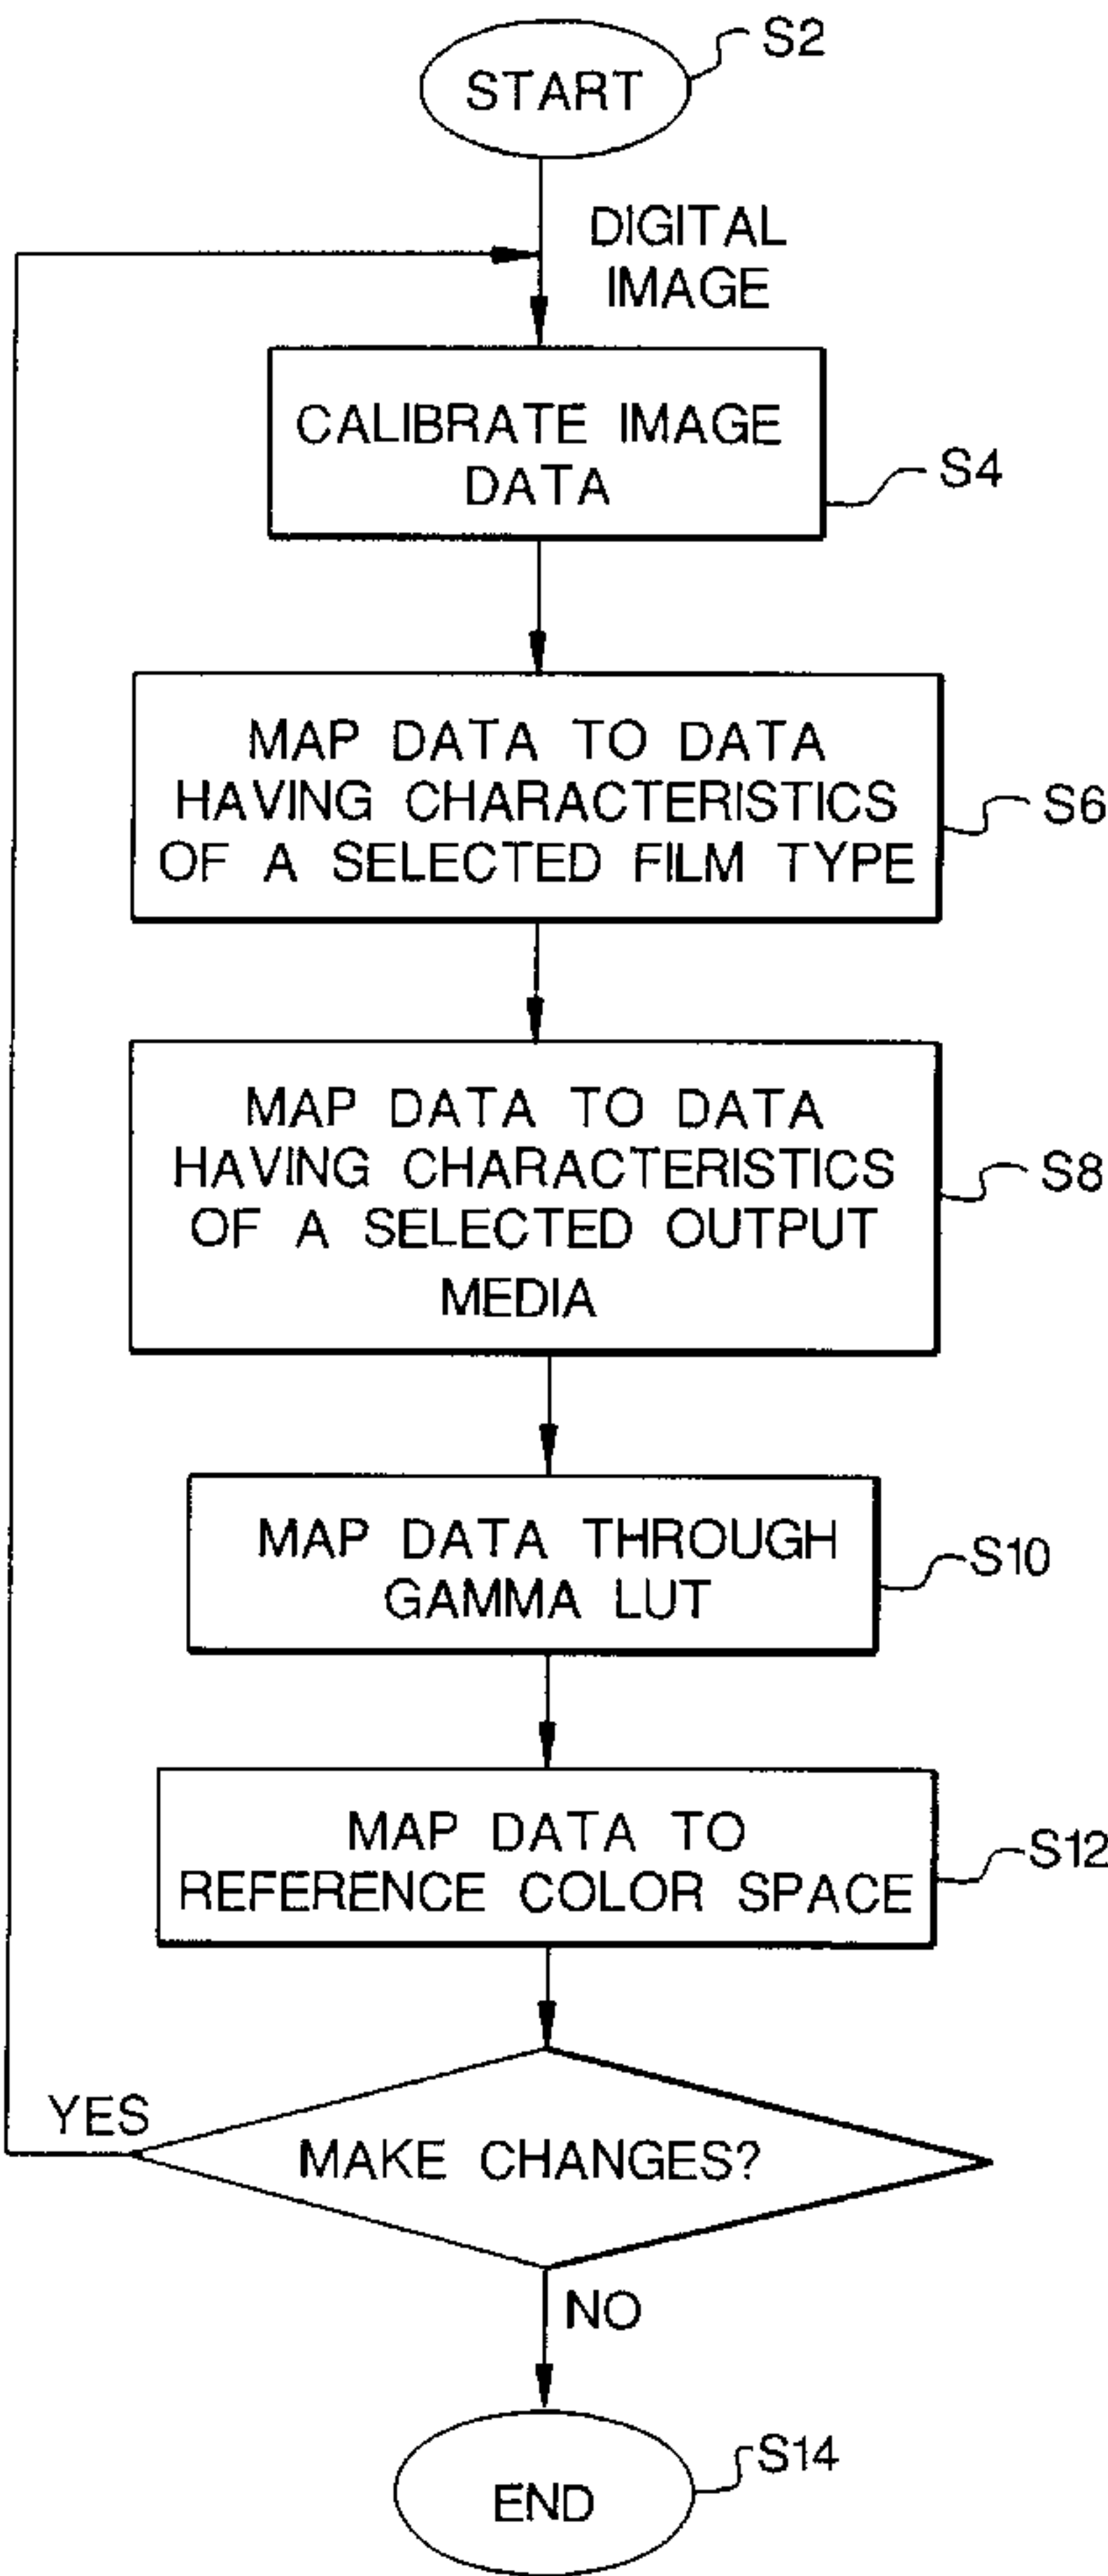 S2
START
DIGITAL
IMAGE
CALIBRATE IMAGE
DATA
S4
MAP DATA TO DATA
HAVING CHARACTERISTICS
OF A SELECTED FILM TYPE
S6
MAP DATA TO DATA
HAVING CHARACTERISTICS
OF A SELECTED OUTPUT
MEDIA
S8
MAP DATA THROUGH
GAMMA LUT
S10
MAP DATA TO
REFERENCE COLOR SPACE
S12
YES
MAKE CHANGES?
NO
S14
END